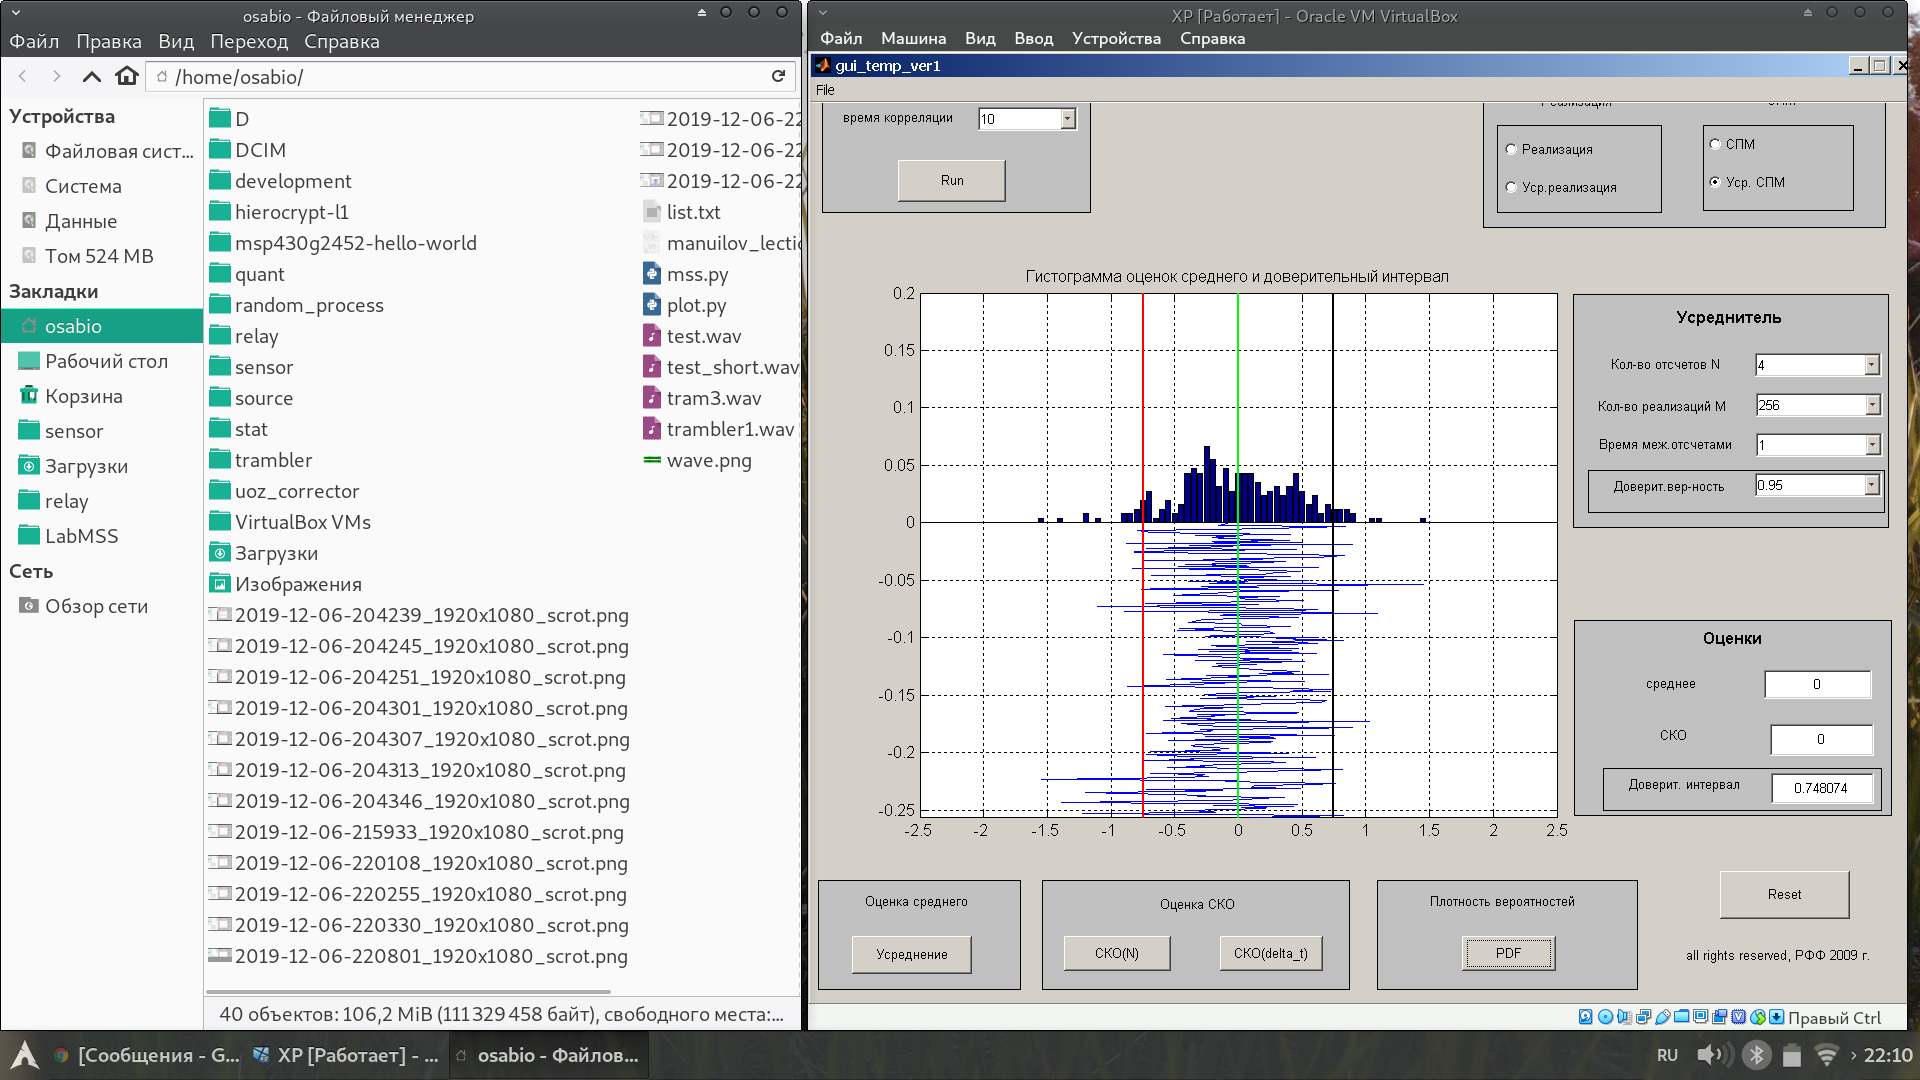 osabio - Файловый менеджер
Файл Правка Вид Переход Справка
/home/osabio/
Устройства
Файловая сист...
Система
Данные
Том 524 MB
Закладки
osabio
Рабочий стол
Корзина
sensor
Загрузки
relay
LabMSS
Сеть
Обзор сети
D
DCIM
development
hierocrypt-l1
msp430g2452-hello-world
quant
random_process
relay
sensor
source
stat
trambler
uoz_corrector
VirtualBox VMs
Загрузки
Изображения
2019-12-06-204239_1920x1080_scrot.png
2019-12-06-204245_1920x1080_scrot.png
2019-12-06-204251_1920x1080_scrot.png
2019-12-06-204301_1920x1080_scrot.png
2019-12-06-204307_1920x1080_scrot.png
2019-12-06-204313_1920x1080_scrot.png
2019-12-06-204346_1920x1080_scrot.png
2019-12-06-215933_1920x1080_scrot.png
2019-12-06-220108_1920x1080_scrot.png
2019-12-06-220255_1920x1080_scrot.png
2019-12-06-220330_1920x1080_scrot.png
2019-12-06-220801_1920x1080_scrot.png
2019-12-06-22
2019-12-06-22
2019-12-06-22
list.txt
manuilov_lectio
mss.py
plot.py
test.wav
test_short.wav
tram3.wav
trambler1.wav
wave.png
40 объектов: 106,2 MiB (111 329 458 байт), свободного места:...
XP [Работает] - Oracle VM VirtualBox
Файл Машина Вид Ввод Устройства Справка
gui_temp_ver1
File
время корреляции 10
Run
Реализация
СПМ
Реализация
Уср.реализация
СПМ
Уср. СПМ
Гистограмма оценок среднего и доверительный интервал
0.2
0.15
0.1
0.05
0
-0.05
-0.1
-0.15
-0.2
-0.25
-2.5 -2 -1.5 -1 -0.5 0 0.5 1 1.5 2 2.5
Усреднитель
Кол-во отсчетов N 4
Кол-во реализаций M 256
Время меж.отсчетами 1
Доверит.вер-ность 0.95
Оценки
среднее 0
СКО 0
Доверит. интервал 0.748074
Оценка среднего
Усреднение
Оценка СКО
СКО(N) СКО(delta_t)
Плотность вероятностей
PDF
Reset
all rights reserved, РФФ 2009 г.
Правый Ctrl
[Сообщения - G...
XP [Работает] - ...
osabio - Файлов...
RU
22:10